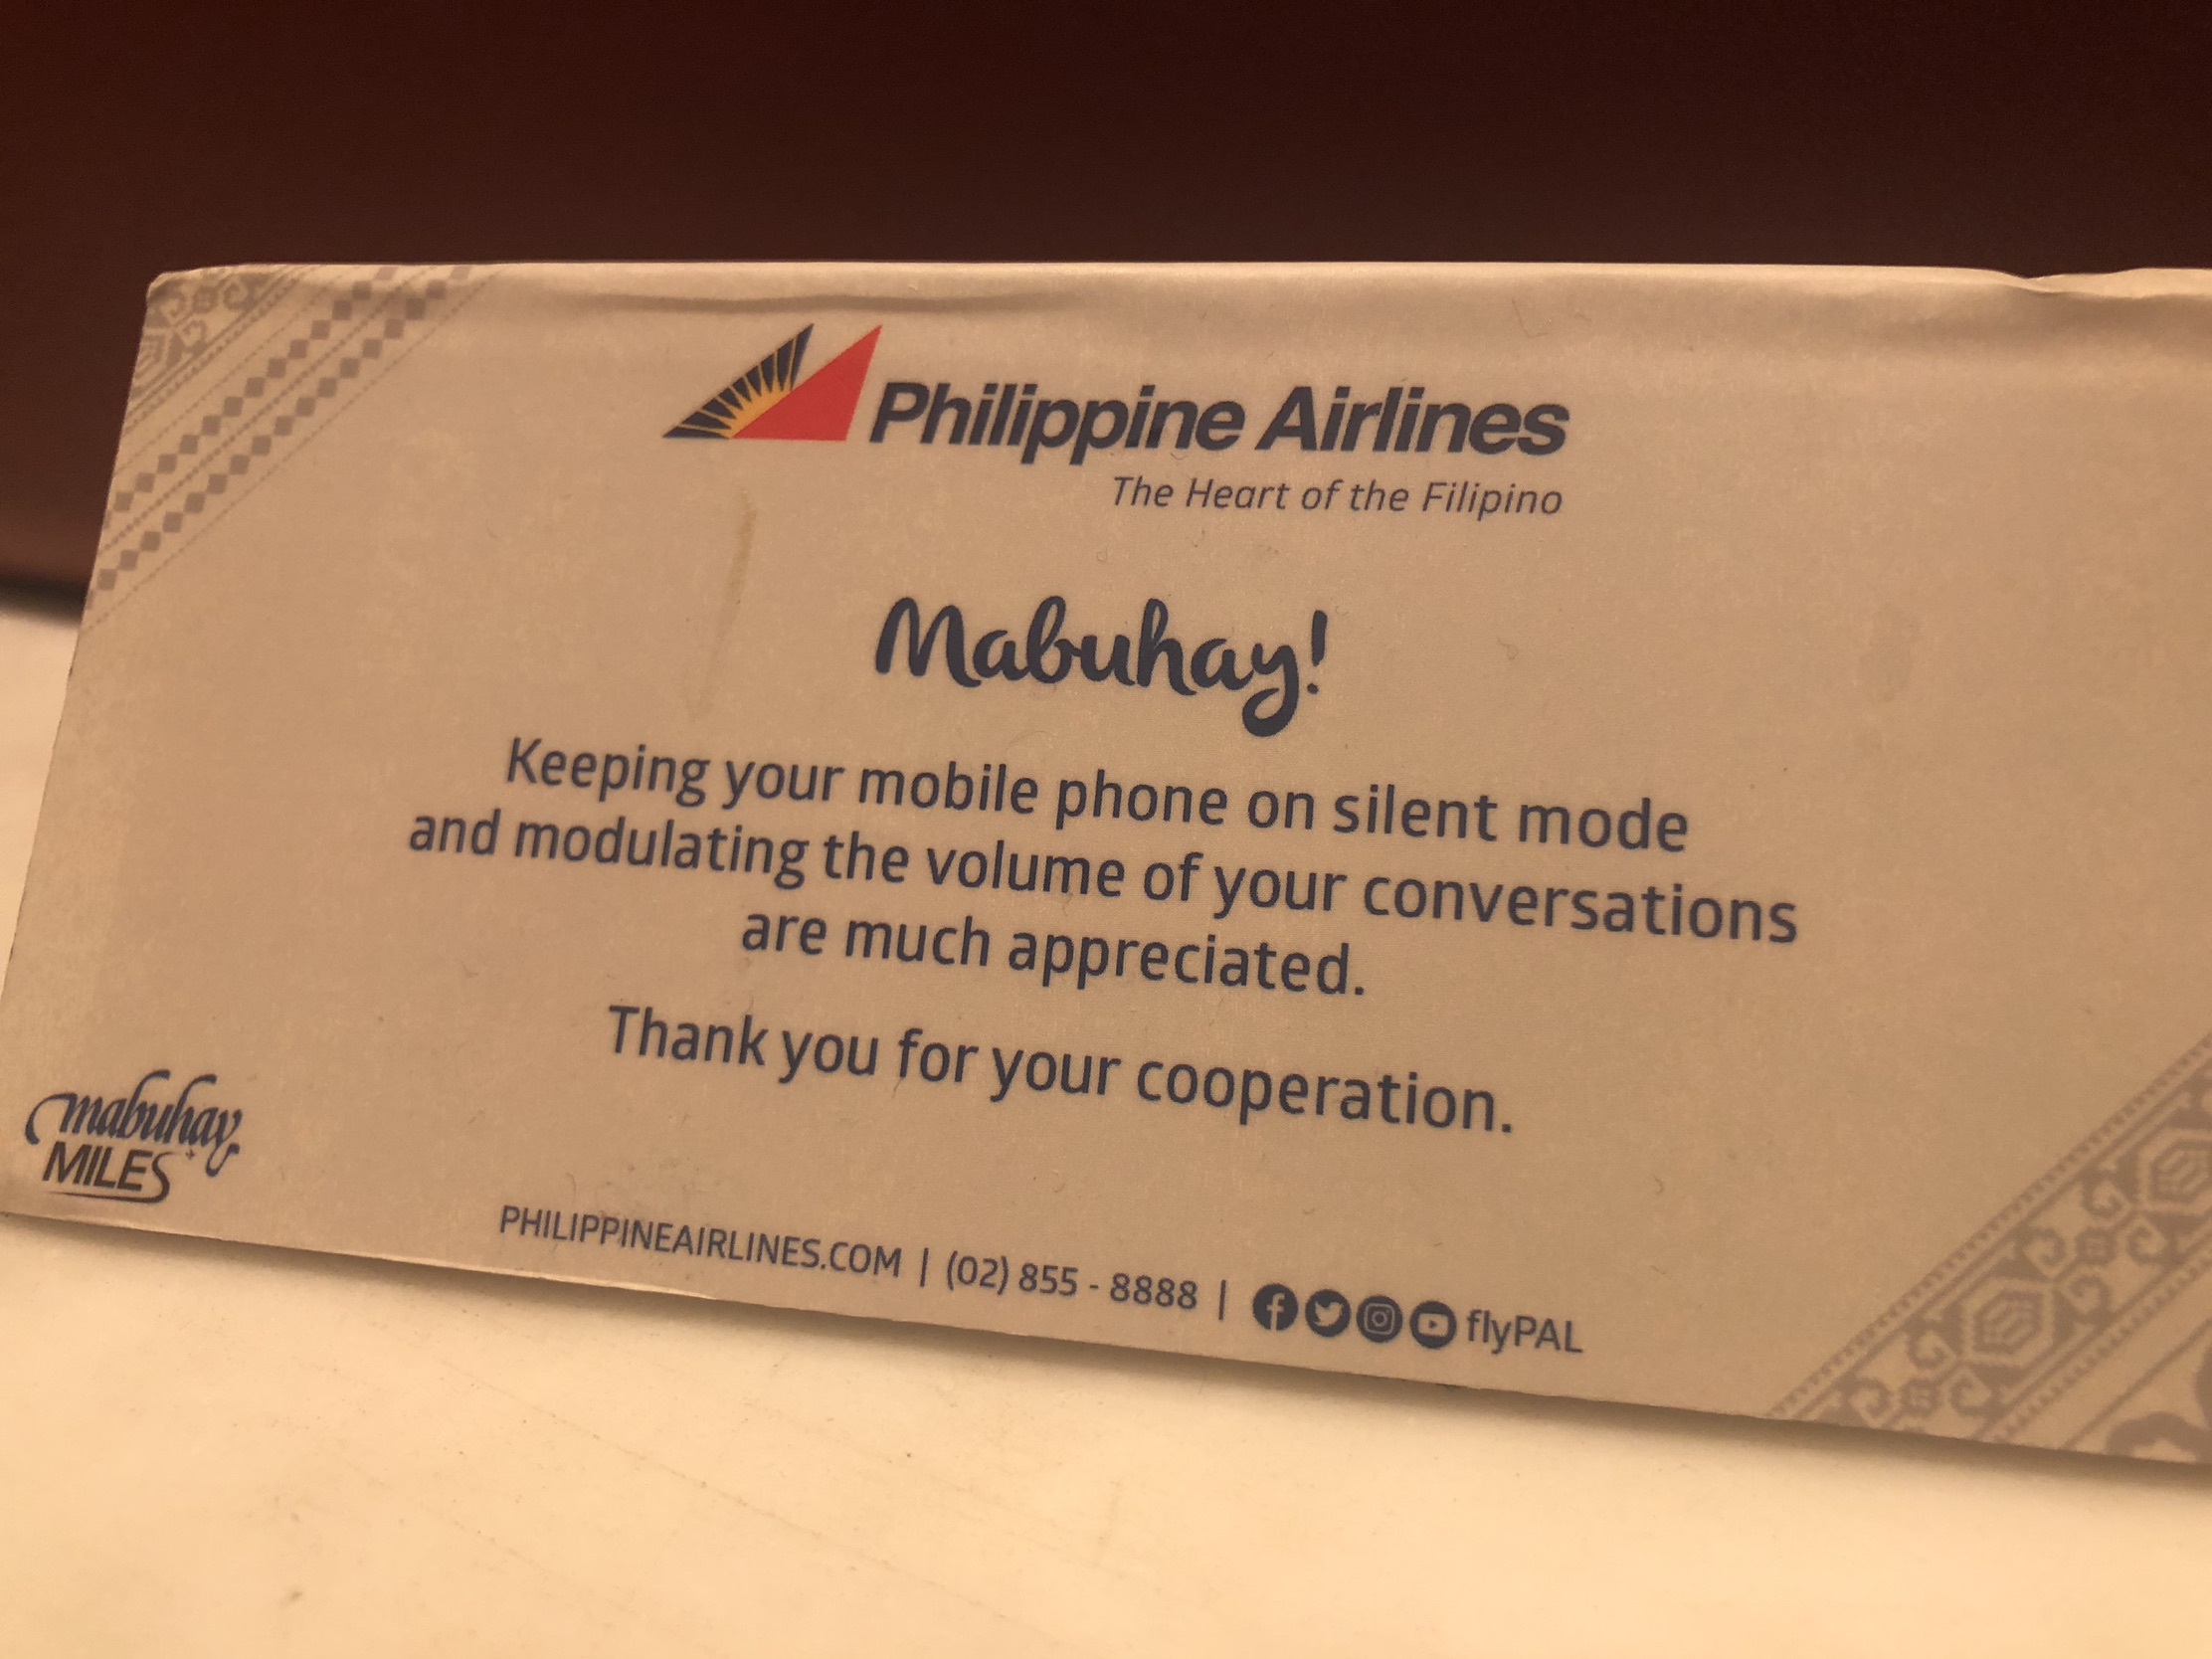 Philippine Airlines
The Heart of the Filipino
Mabuhay!
Keeping your mobile phone on silent mode
and modulating the volume of your conversations
are much appreciated.
Thank you for your cooperation.
mabuhay
MILES
PHILIPPINEAIRLINES.COM | (02) 855 - 8888 | flyPAL